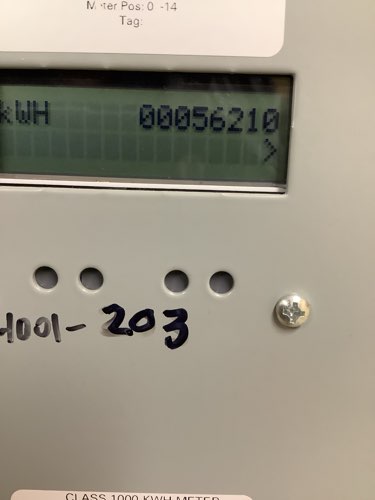 Meter Pos: 0 -14
Tag:
kWH 00056210
>
4001-203
CLASS 1000 KWH METER